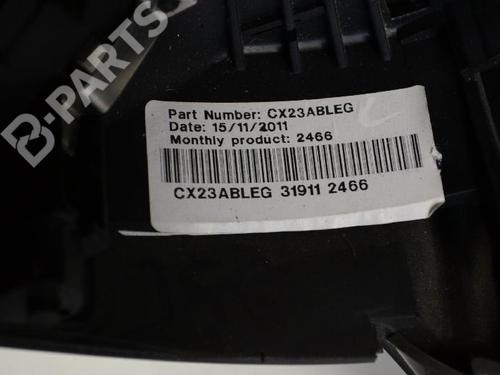 B-PARTS
Part Number: CX23ABLEG
Date: 15/11/2011
Monthly product: 2466
CX23ABLEG 31911 2466